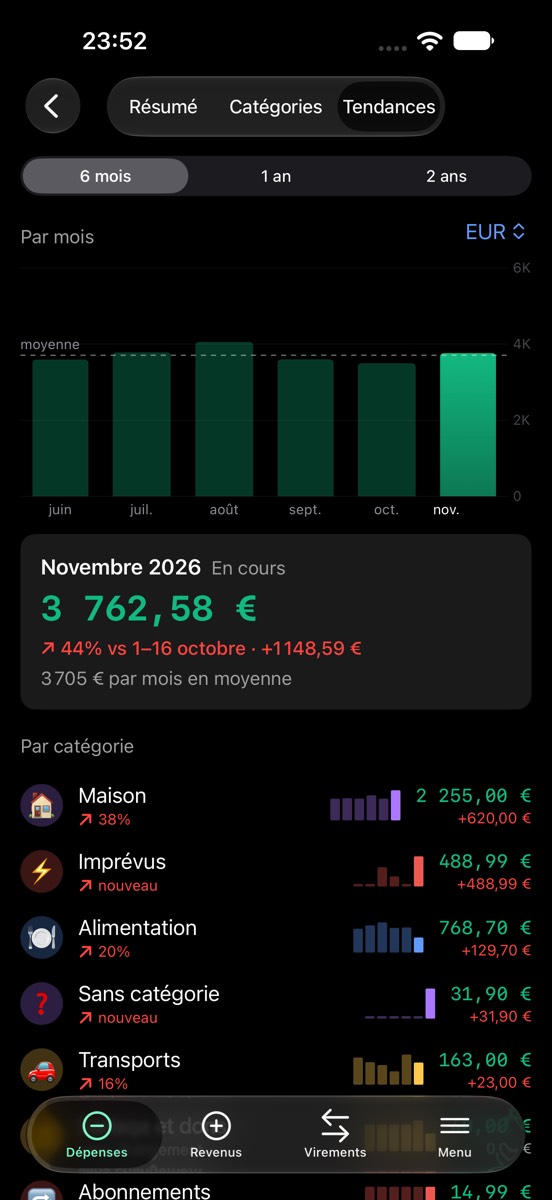 23:52
Résumé Catégories Tendances
6 mois 1 an 2 ans
Par mois EUR
6K
moyenne 4K
2K
0
juin juil. août sept. oct. nov.
Novembre 2026 En cours
3 762,58 €
44% vs 1–16 octobre · +1 148,59 €
3 705 € par mois en moyenne
Par catégorie
Maison 2 255,00 €
38% +620,00 €
Imprévus 488,99 €
nouveau +488,99 €
Alimentation 768,70 €
20% +129,70 €
Sans catégorie 31,90 €
nouveau +31,90 €
Transports 163,00 €
16% +23,00 €
Dépenses Revenus Virements Menu
Abonnements 14,99 €